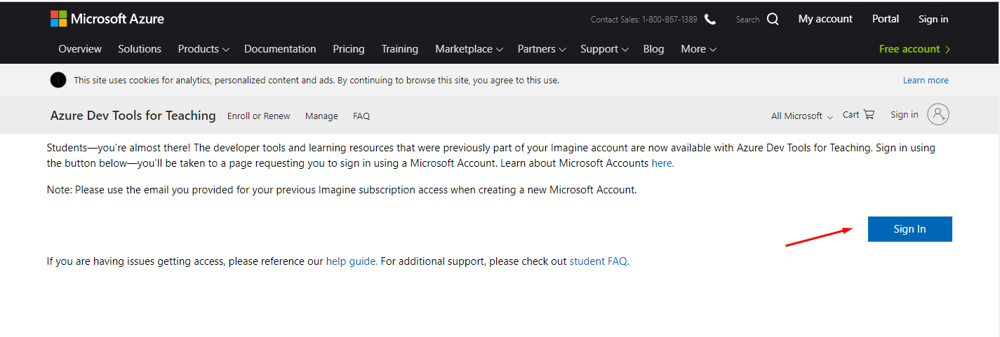 Microsoft Azure
Contact Sales: 1-800-867-1389
Search
My account
Portal
Sign in
Overview
Solutions
Products
Documentation
Pricing
Training
Marketplace
Partners
Support
Blog
More
Free account
This site uses cookies for analytics, personalized content and ads. By continuing to browse this site, you agree to this use.
Learn more
Azure Dev Tools for Teaching
Enroll or Renew
Manage
FAQ
All Microsoft
Cart
Sign in
Students—you’re almost there! The developer tools and learning resources that were previously part of your Imagine account are now available with Azure Dev Tools for Teaching. Sign in using
the button below—you’ll be taken to a page requesting you to sign in using a Microsoft Account. Learn about Microsoft Accounts here.
Note: Please use the email you provided for your previous Imagine subscription access when creating a new Microsoft Account.
Sign In
If you are having issues getting access, please reference our help guide. For additional support, please check out student FAQ.